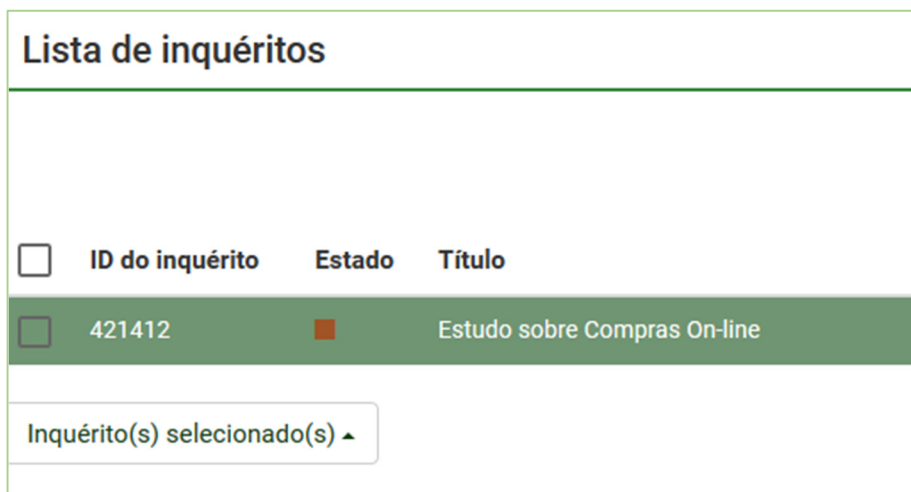 Lista de inquéritos
ID do inquérito Estado Título
421412 Estudo sobre Compras On-line
Inquérito(s) selecionado(s)